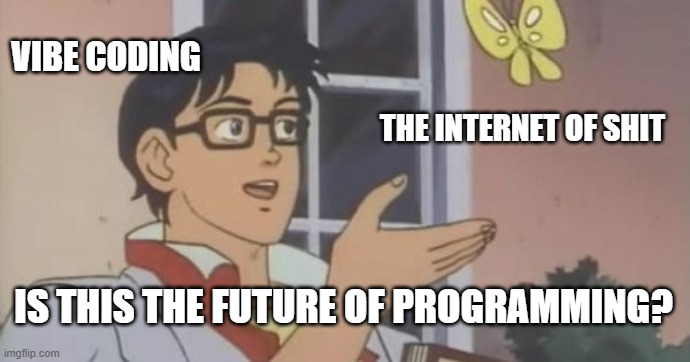 VIBE CODING
THE INTERNET OF SHIT
IS THIS THE FUTURE OF PROGRAMMING?
imgflip.com